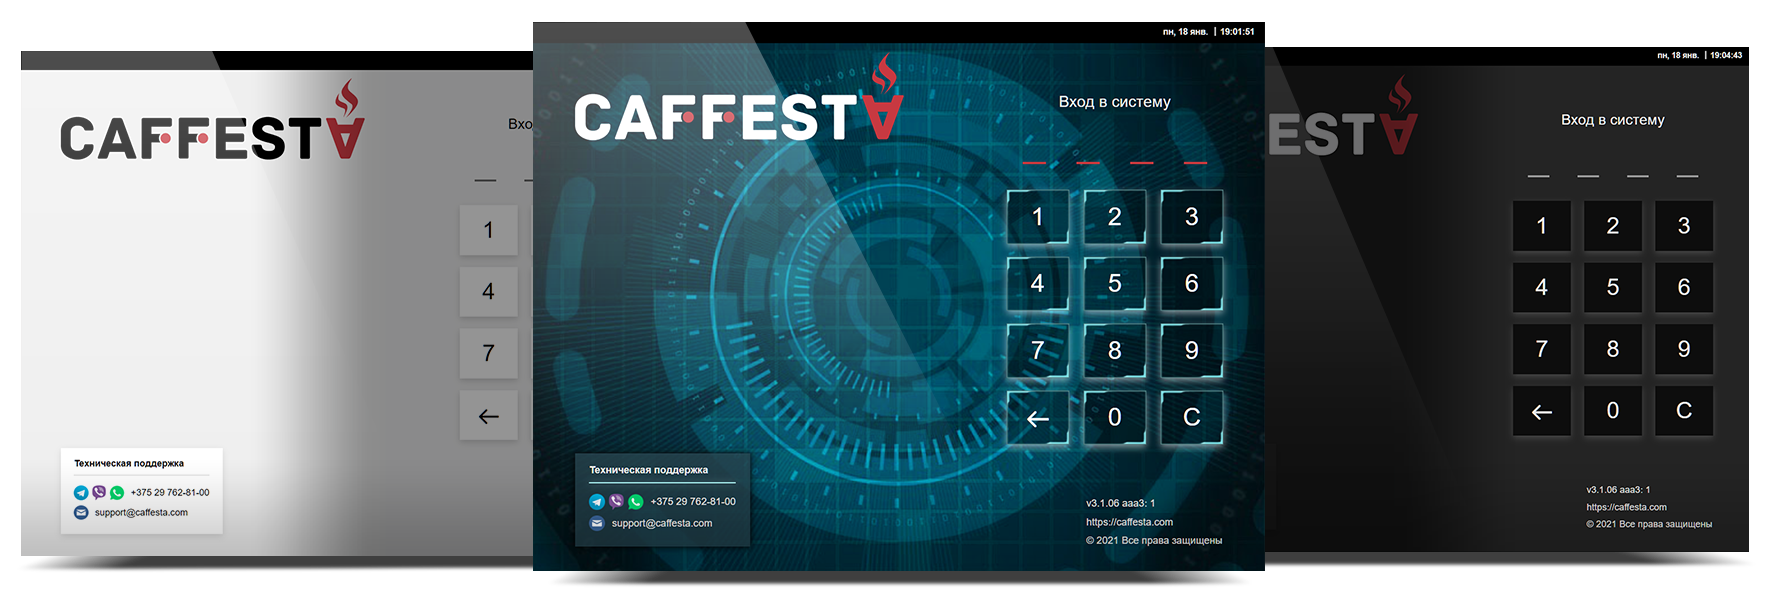 CAFFESTA
Вхо
1
4
7
←
Техническая поддержка
+375 29 762-81-00
support@caffesta.com
пн, 18 янв. | 19:01:51
CAFFESTA
Вход в систему
1 2 3
4 5 6
7 8 9
← 0 C
Техническая поддержка
+375 29 762-81-00
support@caffesta.com
v3.1.06 aaa3: 1
https://caffesta.com
© 2021 Все права защищены
пн, 18 янв. | 19:04:43
ESTA
Вход в систему
1 2 3
4 5 6
7 8 9
← 0 C
v3.1.06 aaa3: 1
https://caffesta.com
© 2021 Все права защищены